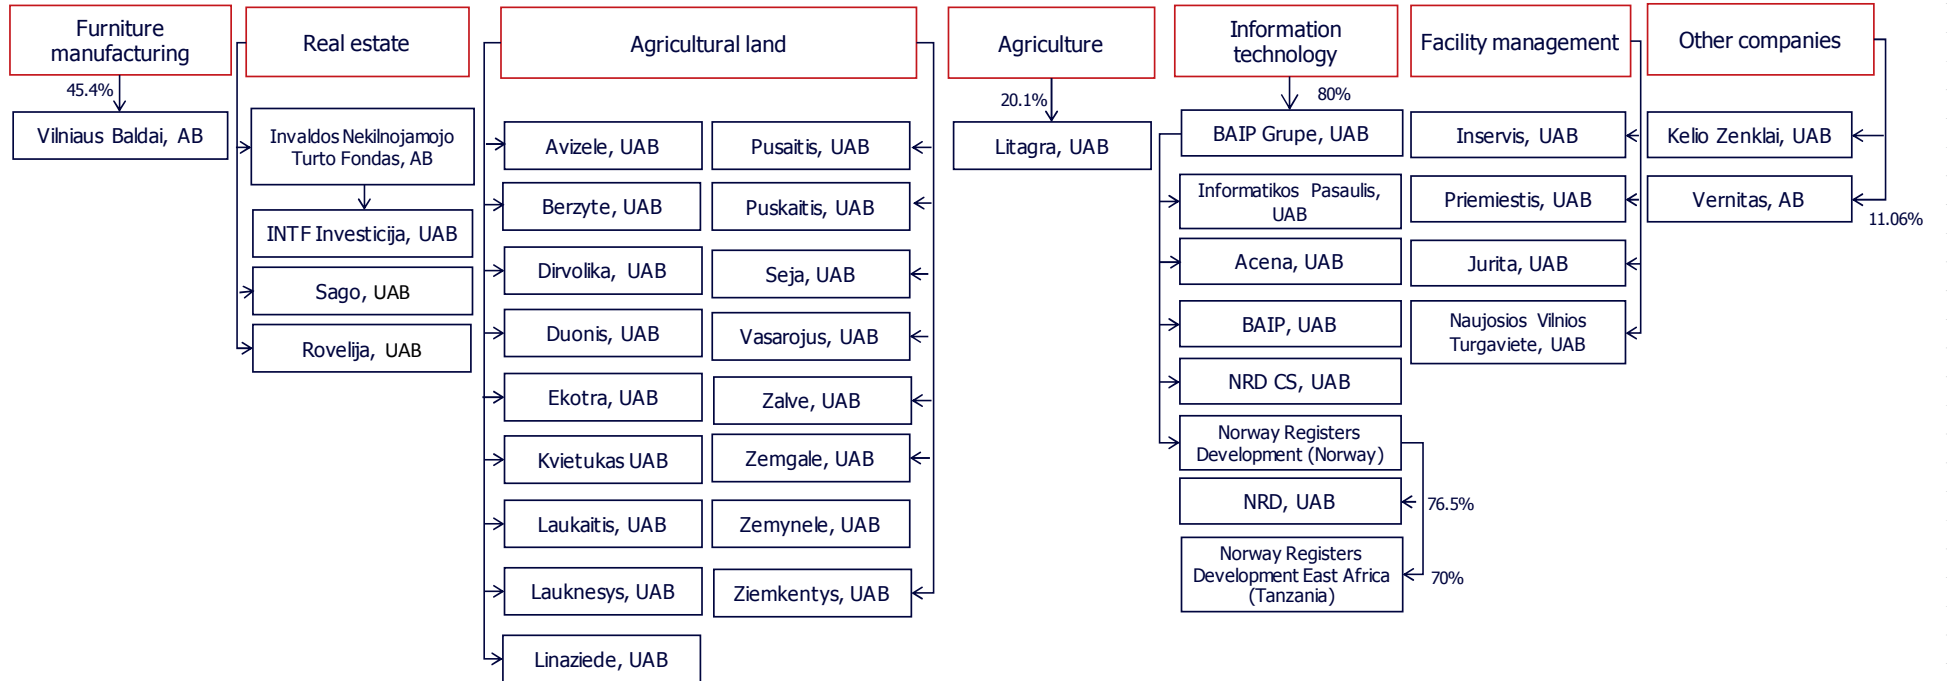 Furniture
manufacturing
45.4%
Vilniaus Baldai, AB
Real estate
Invaldos Nekilnojamojo
Turto Fondas, AB
INTF Investicija, UAB
Sago, UAB
Rovelija, UAB
Agricultural land
Avizele, UAB
Berzyte, UAB
Dirvolika, UAB
Duonis, UAB
Ekotra, UAB
Kvietukas UAB
Laukaitis, UAB
Lauknesys, UAB
Linaziede, UAB
Pusaitis, UAB
Puskaitis, UAB
Seja, UAB
Vasarojus, UAB
Zalve, UAB
Zemgale, UAB
Zemynele, UAB
Ziemkentys, UAB
Agriculture
20.1%
Litagra, UAB
Information
technology
80%
BAIP Grupe, UAB
Informatikos Pasaulis,
UAB
Acena, UAB
BAIP, UAB
NRD CS, UAB
Norway Registers
Development (Norway)
NRD, UAB
76.5%
Norway Registers
Development East Africa
(Tanzania)
70%
Facility management
Inservis, UAB
Priemiestis, UAB
Jurita, UAB
Naujosios Vilnios
Turgaviete, UAB
Other companies
Kelio Zenklai, UAB
Vernitas, AB
11.06%